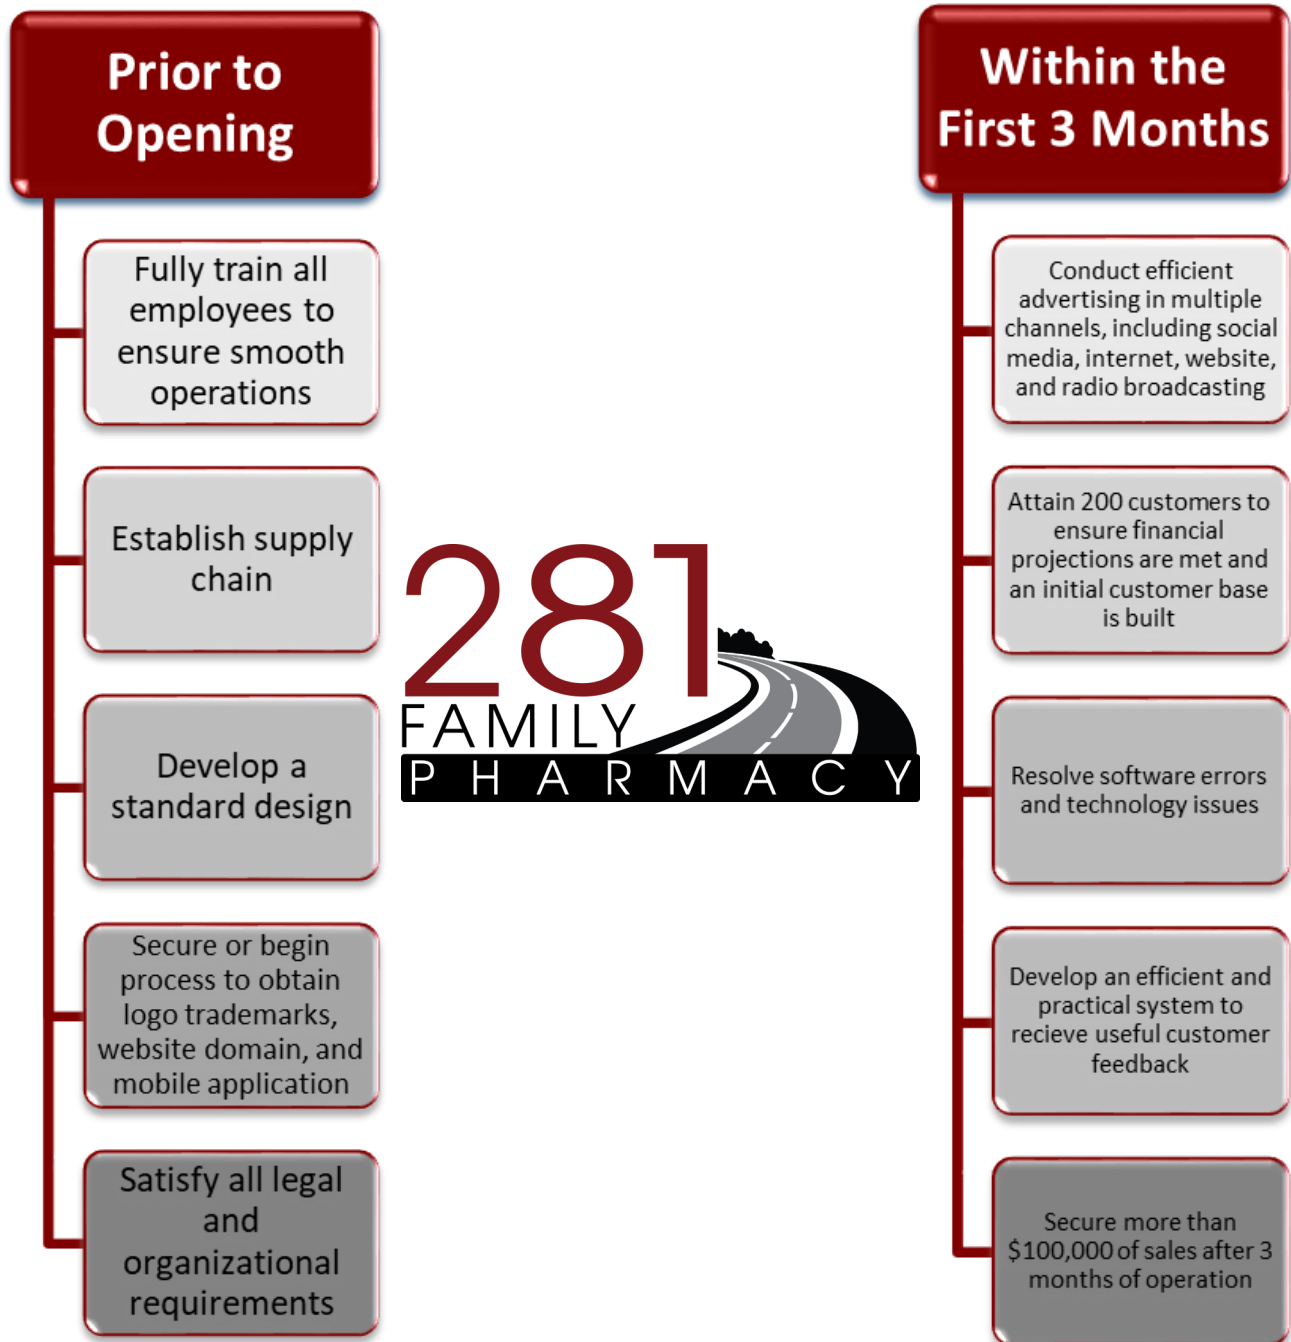 Prior to
Opening
Fully train all
employees to
ensure smooth
operations
Establish supply
chain
Develop a
standard design
Secure or begin
process to obtain
logo trademarks,
website domain, and
mobile application
Satisfy all legal
and
organizational
requirements
281
FAMILY
PHARMACY
Within the
First 3 Months
Conduct efficient
advertising in multiple
channels, including social
media, internet, website,
and radio broadcasting
Attain 200 customers to
ensure financial
projections are met and
an initial customer base
is built
Resolve software errors
and technology issues
Develop an efficient and
practical system to
recieve useful customer
feedback
Secure more than
$100,000 of sales after 3
months of operation